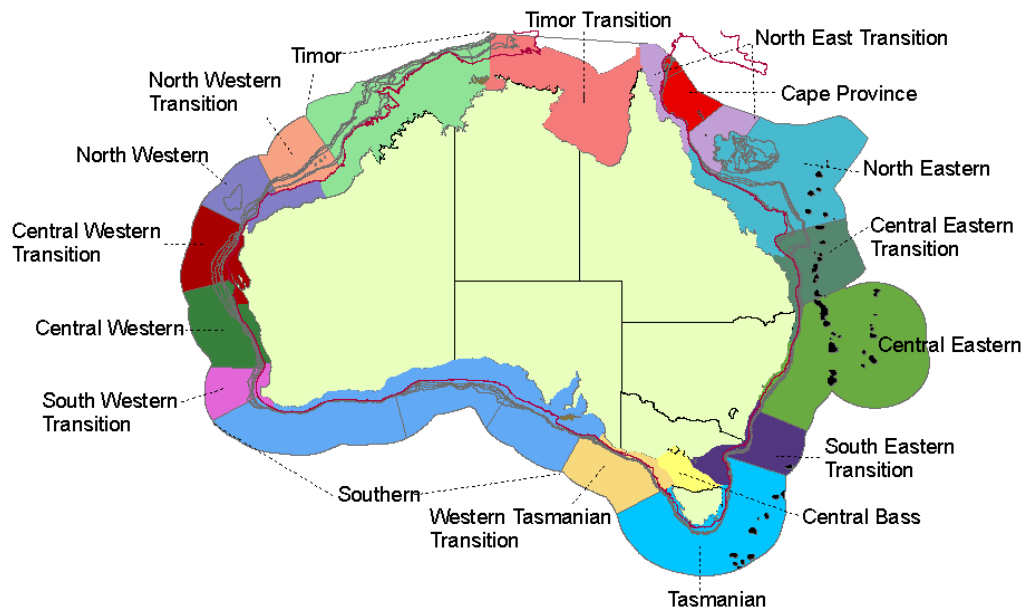 Timor Transition
Timor
North East Transition
North Western
Transition
Cape Province
North Western
North Eastern
Central Western
Transition
Central Eastern
Transition
Central Western
Central Eastern
South Western
Transition
South Eastern
Transition
Southern
Western Tasmanian
Transition
Central Bass
Tasmanian